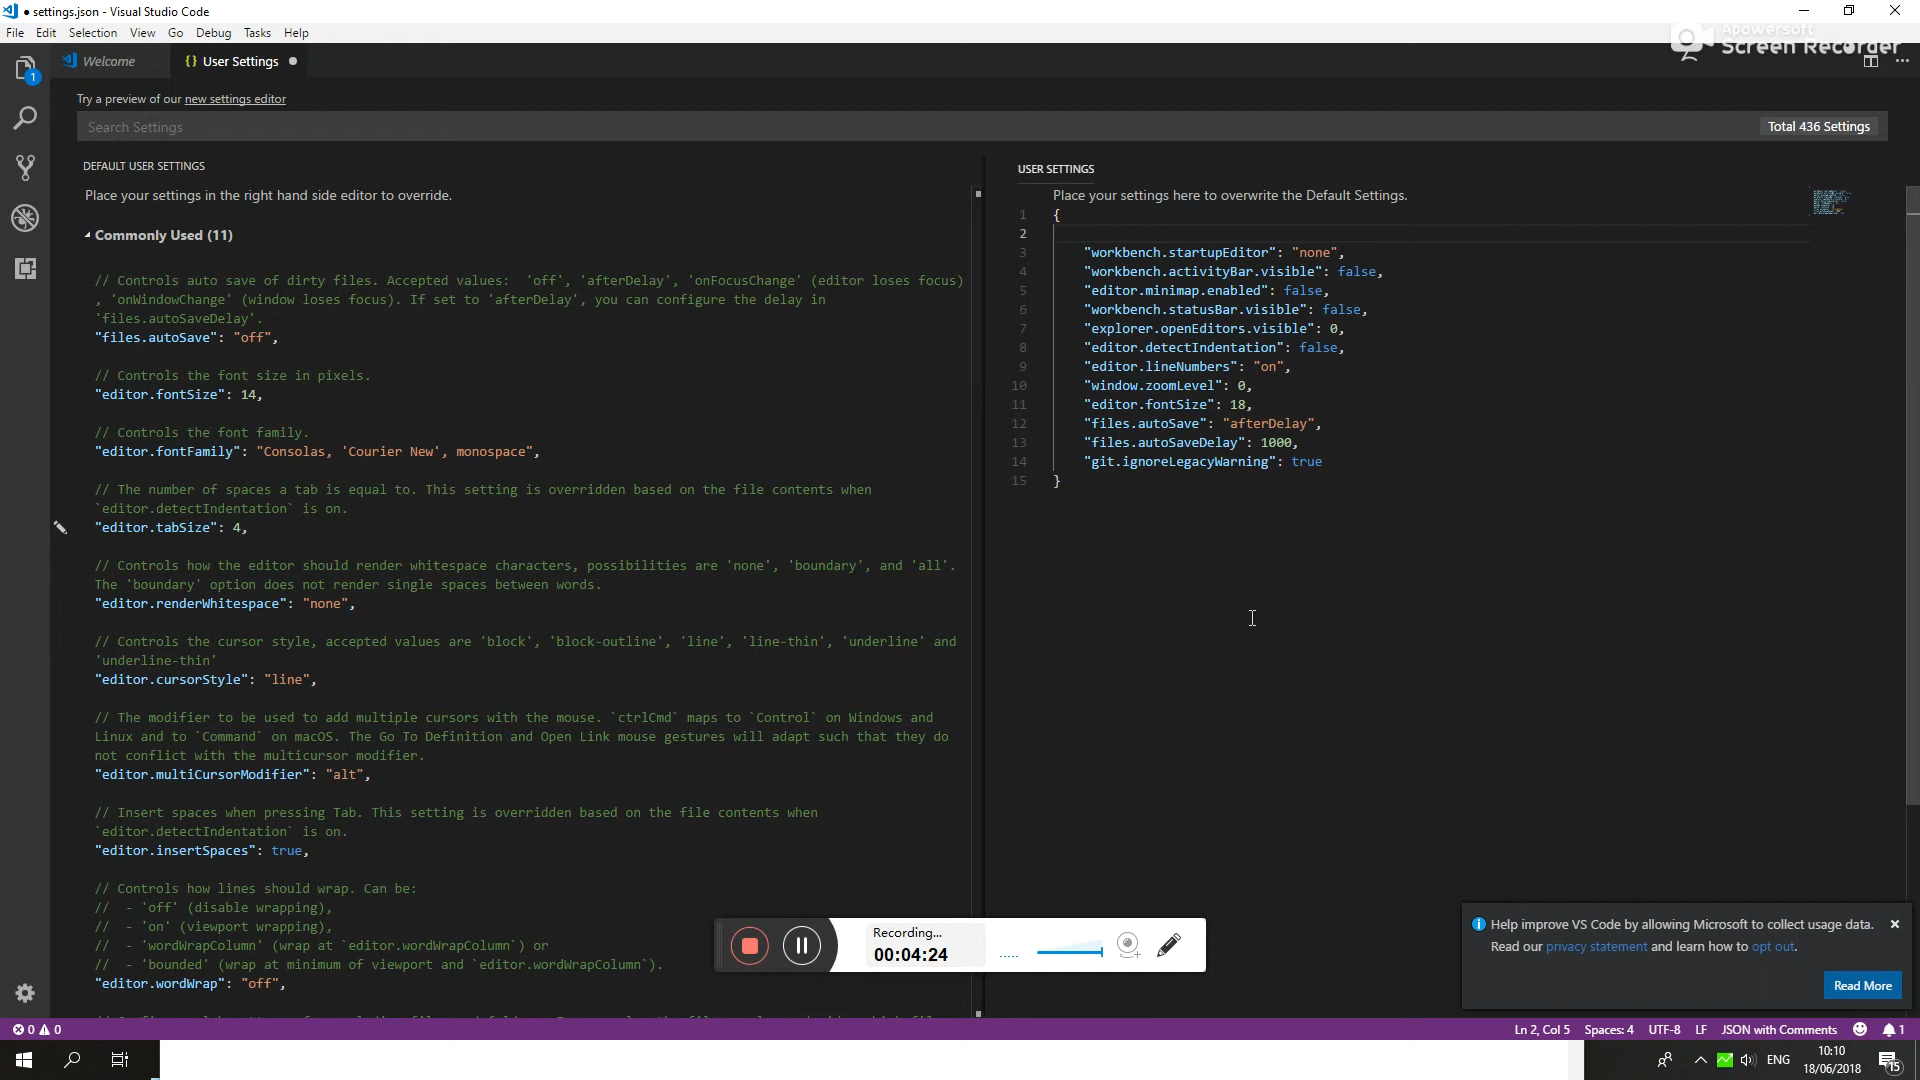 ● settings.json - Visual Studio Code
File Edit Selection View Go Debug Tasks Help
Apowersoft
Screen Recorder
1
Welcome
{} User Settings ●
Try a preview of our new settings editor
Search Settings
Total 436 Settings
DEFAULT USER SETTINGS
Place your settings in the right hand side editor to override.
Commonly Used (11)
// Controls auto save of dirty files. Accepted values:  'off', 'afterDelay', 'onFocusChange' (editor loses focus)
, 'onWindowChange' (window loses focus). If set to 'afterDelay', you can configure the delay in
'files.autoSaveDelay'.
"files.autoSave": "off",
// Controls the font size in pixels.
"editor.fontSize": 14,
// Controls the font family.
"editor.fontFamily": "Consolas, 'Courier New', monospace",
// The number of spaces a tab is equal to. This setting is overridden based on the file contents when
`editor.detectIndentation` is on.
"editor.tabSize": 4,
// Controls how the editor should render whitespace characters, possibilities are 'none', 'boundary', and 'all'.
The 'boundary' option does not render single spaces between words.
"editor.renderWhitespace": "none",
// Controls the cursor style, accepted values are 'block', 'block-outline', 'line', 'line-thin', 'underline' and
'underline-thin'
"editor.cursorStyle": "line",
// The modifier to be used to add multiple cursors with the mouse. `ctrlCmd` maps to `Control` on Windows and
Linux and to `Command` on macOS. The Go To Definition and Open Link mouse gestures will adapt such that they do
not conflict with the multicursor modifier.
"editor.multiCursorModifier": "alt",
// Insert spaces when pressing Tab. This setting is overridden based on the file contents when
`editor.detectIndentation` is on.
"editor.insertSpaces": true,
// Controls how lines should wrap. Can be:
//  - 'off' (disable wrapping),
//  - 'on' (viewport wrapping),
//  - 'wordWrapColumn' (wrap at `editor.wordWrapColumn`) or
//  - 'bounded' (wrap at minimum of viewport and `editor.wordWrapColumn`).
"editor.wordWrap": "off",
USER SETTINGS
Place your settings here to overwrite the Default Settings.
1 {
2
3 "workbench.startupEditor": "none",
4 "workbench.activityBar.visible": false,
5 "editor.minimap.enabled": false,
6 "workbench.statusBar.visible": false,
7 "explorer.openEditors.visible": 0,
8 "editor.detectIndentation": false,
9 "editor.lineNumbers": "on",
10 "window.zoomLevel": 0,
11 "editor.fontSize": 18,
12 "files.autoSave": "afterDelay",
13 "files.autoSaveDelay": 1000,
14 "git.ignoreLegacyWarning": true
15 }
Recording...
00:04:24
Help improve VS Code by allowing Microsoft to collect usage data.
Read our privacy statement and learn how to opt out.
Read More
0 0
Ln 2, Col 5 Spaces: 4 UTF-8 LF JSON with Comments 1
ENG
10:10
18/06/2018
15